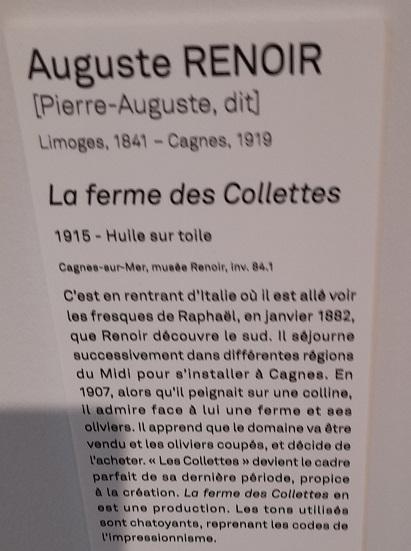 Auguste RENOIR
[Pierre-Auguste, dit]
Limoges, 1841 – Cagnes, 1919
La ferme des Collettes
1915 - Huile sur toile
Cagnes-sur-Mer, musée Renoir, inv. 84.1
C'est en rentrant d'Italie où il est allé voir
les fresques de Raphaël, en janvier 1882,
que Renoir découvre le sud. Il séjourne
successivement dans différentes régions
du Midi pour s'installer à Cagnes. En
1907, alors qu'il peignait sur une colline,
il admire face à lui une ferme et ses
oliviers. Il apprend que le domaine va être
vendu et les oliviers coupés, et décide de
l'acheter. « Les Collettes » devient le cadre
parfait de sa dernière période, propice
à la création. La ferme des Collettes en
est une production. Les tons utilisés
sont chatoyants, reprenant les codes de
l'impressionnisme.